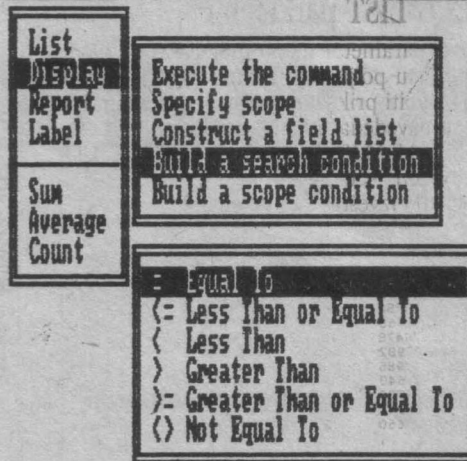 List
Display
Report
Label
Sum
Average
Count
Execute the command
Specify scope
Construct a field list
Build a search condition
Build a scope condition
= Equal To
<= Less Than or Equal To
< Less Than
> Greater Than
>= Greater Than or Equal To
<> Not Equal To